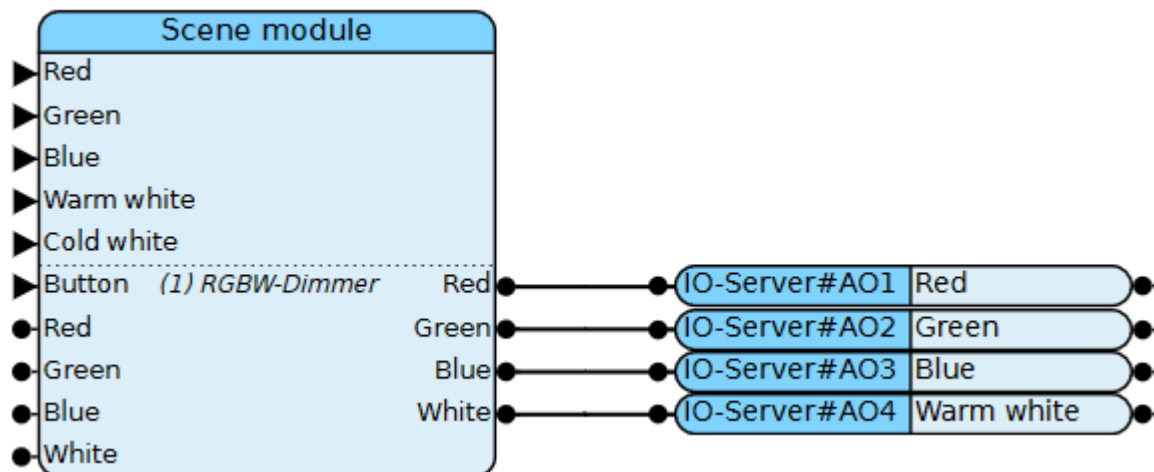 Scene module
Red
Green
Blue
Warm white
Cold white
Button (1) RGBW-Dimmer Red IO-Server#AO1 Red
Red Green IO-Server#AO2 Green
Green Blue IO-Server#AO3 Blue
Blue White IO-Server#AO4 Warm white
White